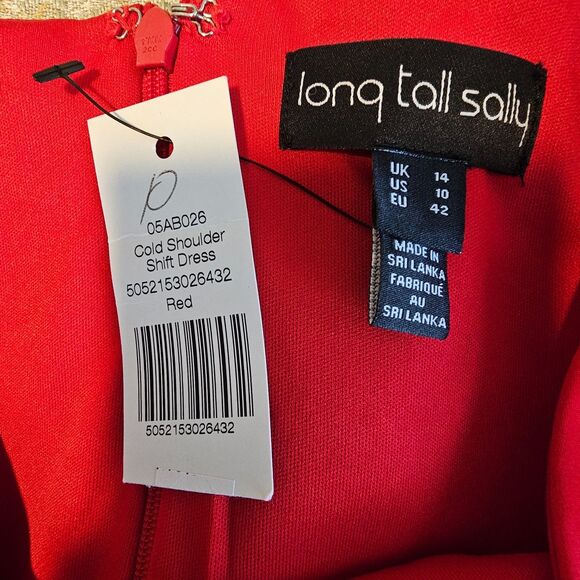 long tall sally
UK 14
US 10
EU 42
MADE IN
SRI LANKA
FABRIQUÉ
AU
SRI LANKA
p
05AB026
Cold Shoulder
Shift Dress
5052153026432
Red
5052153026432